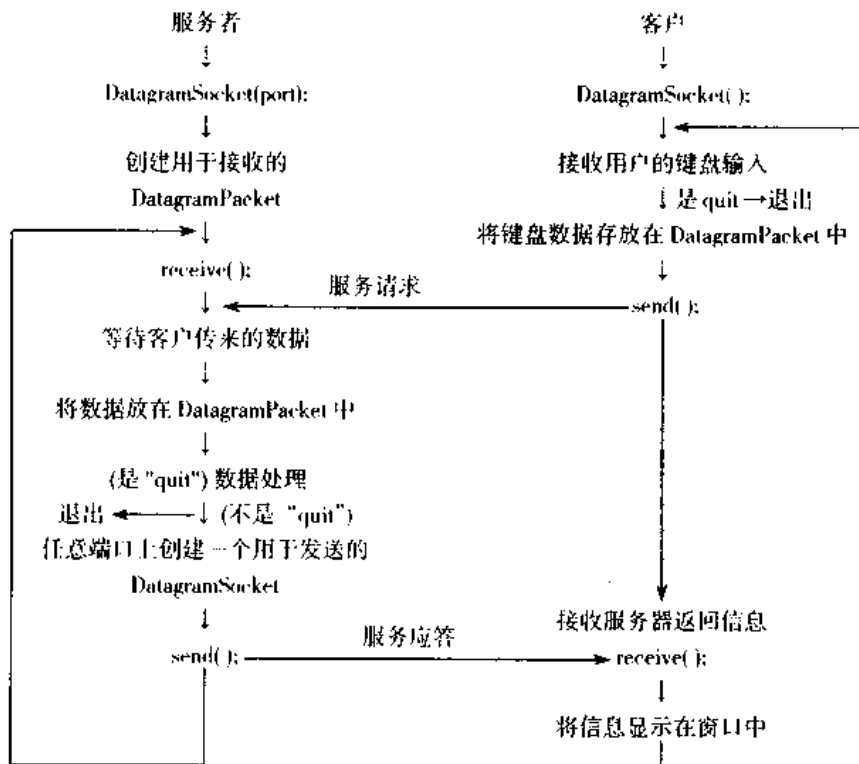 服务者
DatagramSocket(port);
创建用于接收的
DatagramPacket
receive( );
等待客户传来的数据
将数据放在 DatagramPacket 中
(是 "quit") 数据处理
退出
(不是 "quit")
任意端口上创建一个用于发送的
DatagramSocket
send( );
服务请求
服务应答
客户
DatagramSocket( );
接收用户的键盘输入
是 quit →退出
将键盘数据存放在 DatagramPacket 中
send( );
接收服务器返回信息
receive( );
将信息显示在窗口中